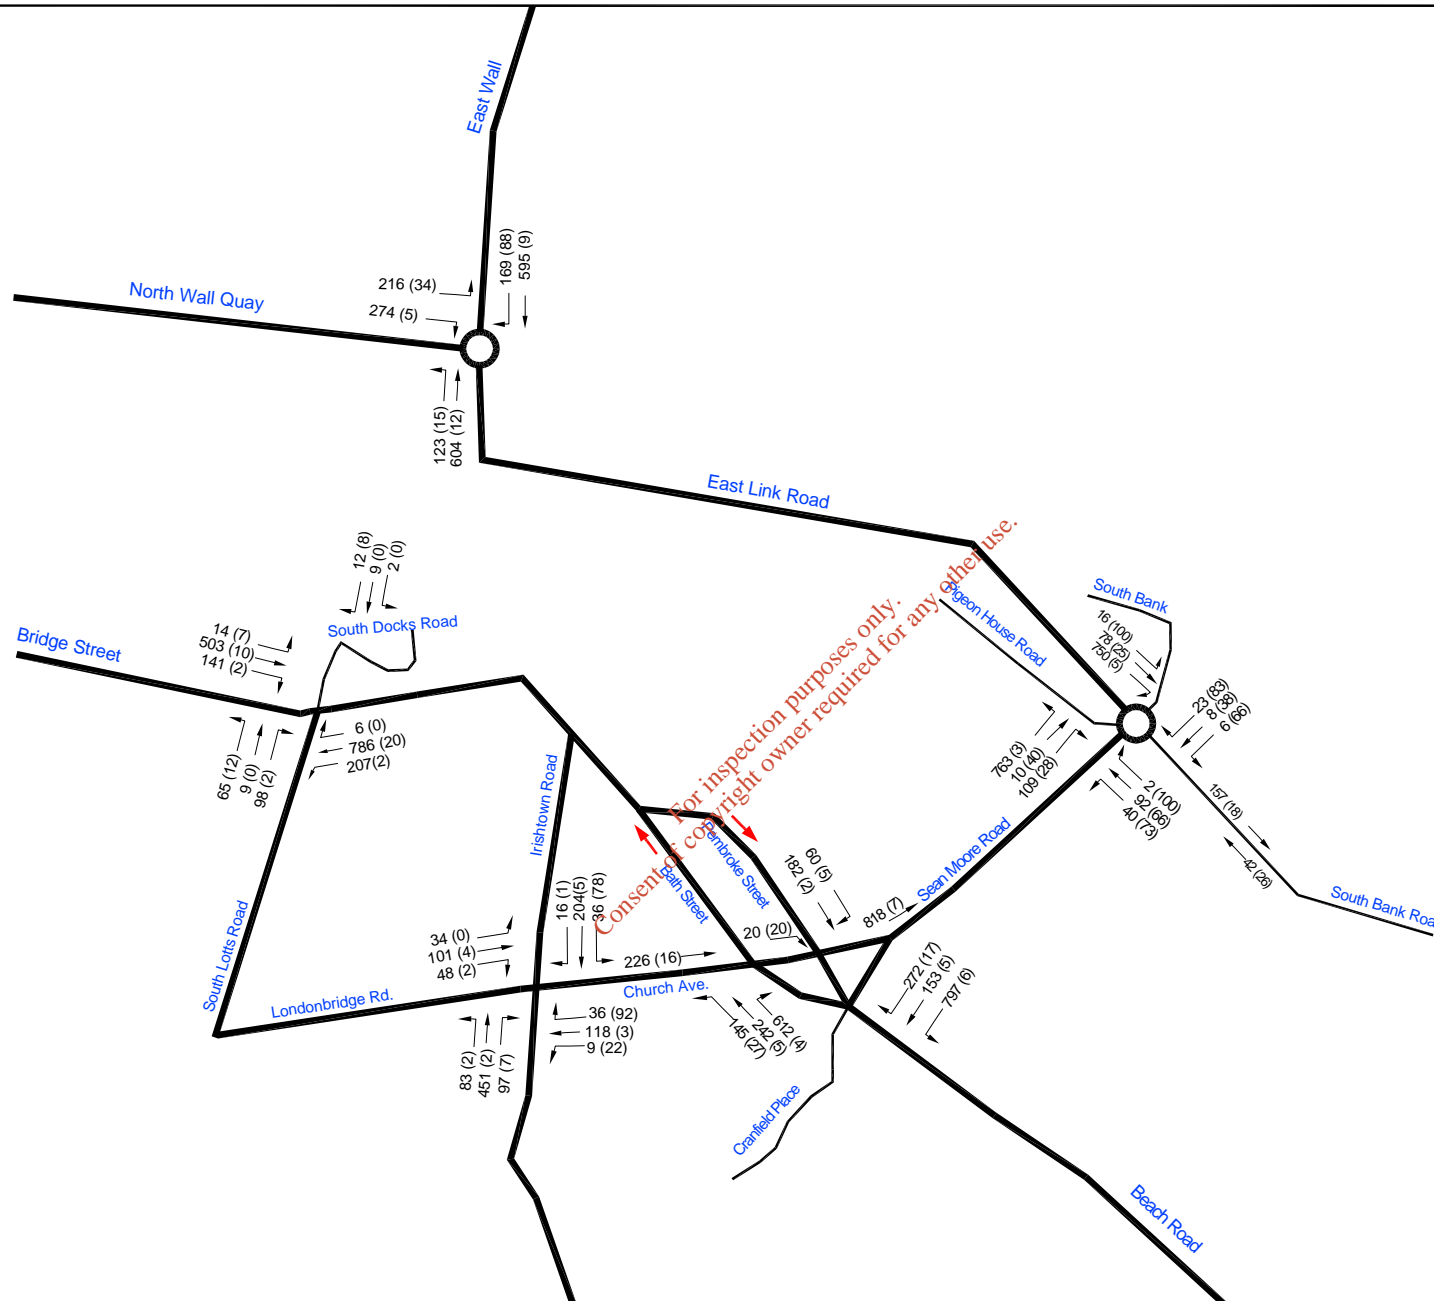 East Wall
169 (88)
595 (9)
216 (34)
North Wall Quay
274 (5)
123 (15)
604 (12)
East Link Road
For inspection purposes only.
Consent of copyright owner required for any other use.
12 (8)
9 (0)
2 (0)
South Docks Road
14 (7)
503 (10)
141 (2)
Bridge Street
6 (0)
786 (20)
207(2)
65 (12)
9 (0)
98 (2)
South Bank
Pigeon House Road
16 (100)
78 (25)
750 (5)
23 (83)
8 (38)
6 (66)
763 (3)
10 (40)
109 (28)
2 (100)
92 (66)
40 (73)
157 (18)
42 (26)
South Bank Roa
Irishtown Road
Bath Street
Pembroke Street
60 (5)
182 (2)
Sean Moore Road
818 (7)
20 (20)
16 (1)
204(5)
36 (78)
34 (0)
101 (4)
48 (2)
226 (16)
South Lotts Road
Londonbridge Rd.
Church Ave.
36 (92)
118 (3)
9 (22)
83 (2)
451 (2)
97 (7)
612 (4)
242 (5)
145 (27)
272 (17)
153 (5)
797 (6)
Cranfield Place
Beach Road